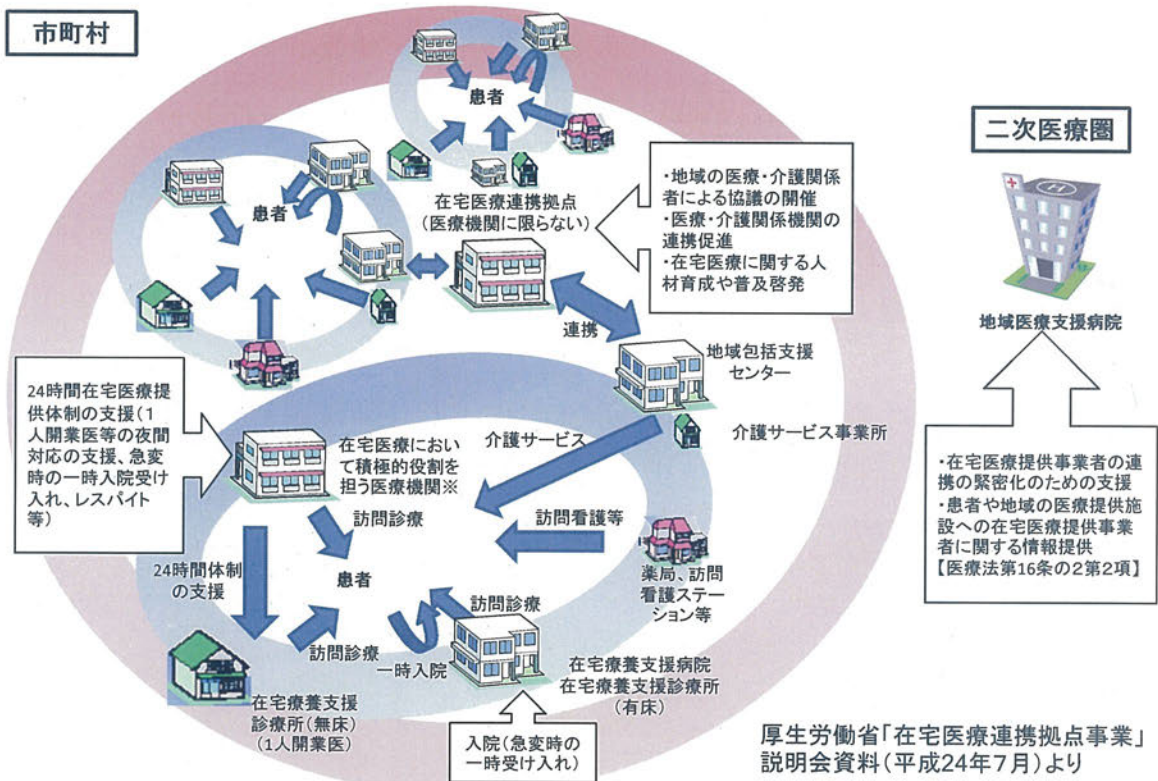 市町村
患者
患者
在宅医療連携拠点
(医療機関に限らない)
・地域の医療・介護関係
者による協議の開催
・医療・介護関係機関の
連携促進
・在宅医療に関する人
材育成や普及啓発
二次医療圏
H
地域医療支援病院
連携
地域包括支援
センター
24時間在宅医療提
供体制の支援(1
人開業医等の夜間
対応の支援、急変
時の一時入院受け
入れ、レスパイト
等)
在宅医療におい
て積極的役割を
担う医療機関※
介護サービス
介護サービス事業所
・在宅医療提供事業者の連
携の緊密化のための支援
・患者や地域の医療提供施
設への在宅医療提供事業
者に関する情報提供
【医療法第16条の2第2項】
訪問診療
訪問看護等
24時間体制
の支援
患者
薬局、訪問
看護ステー
ション等
訪問診療
訪問診療
一時入院
在宅療養支援
診療所(無床)
(1人開業医)
在宅療養支援病院
在宅療養支援診療所
(有床)
入院(急変時の
一時受け入れ)
厚生労働省「在宅医療連携拠点事業」
説明会資料(平成24年7月)より